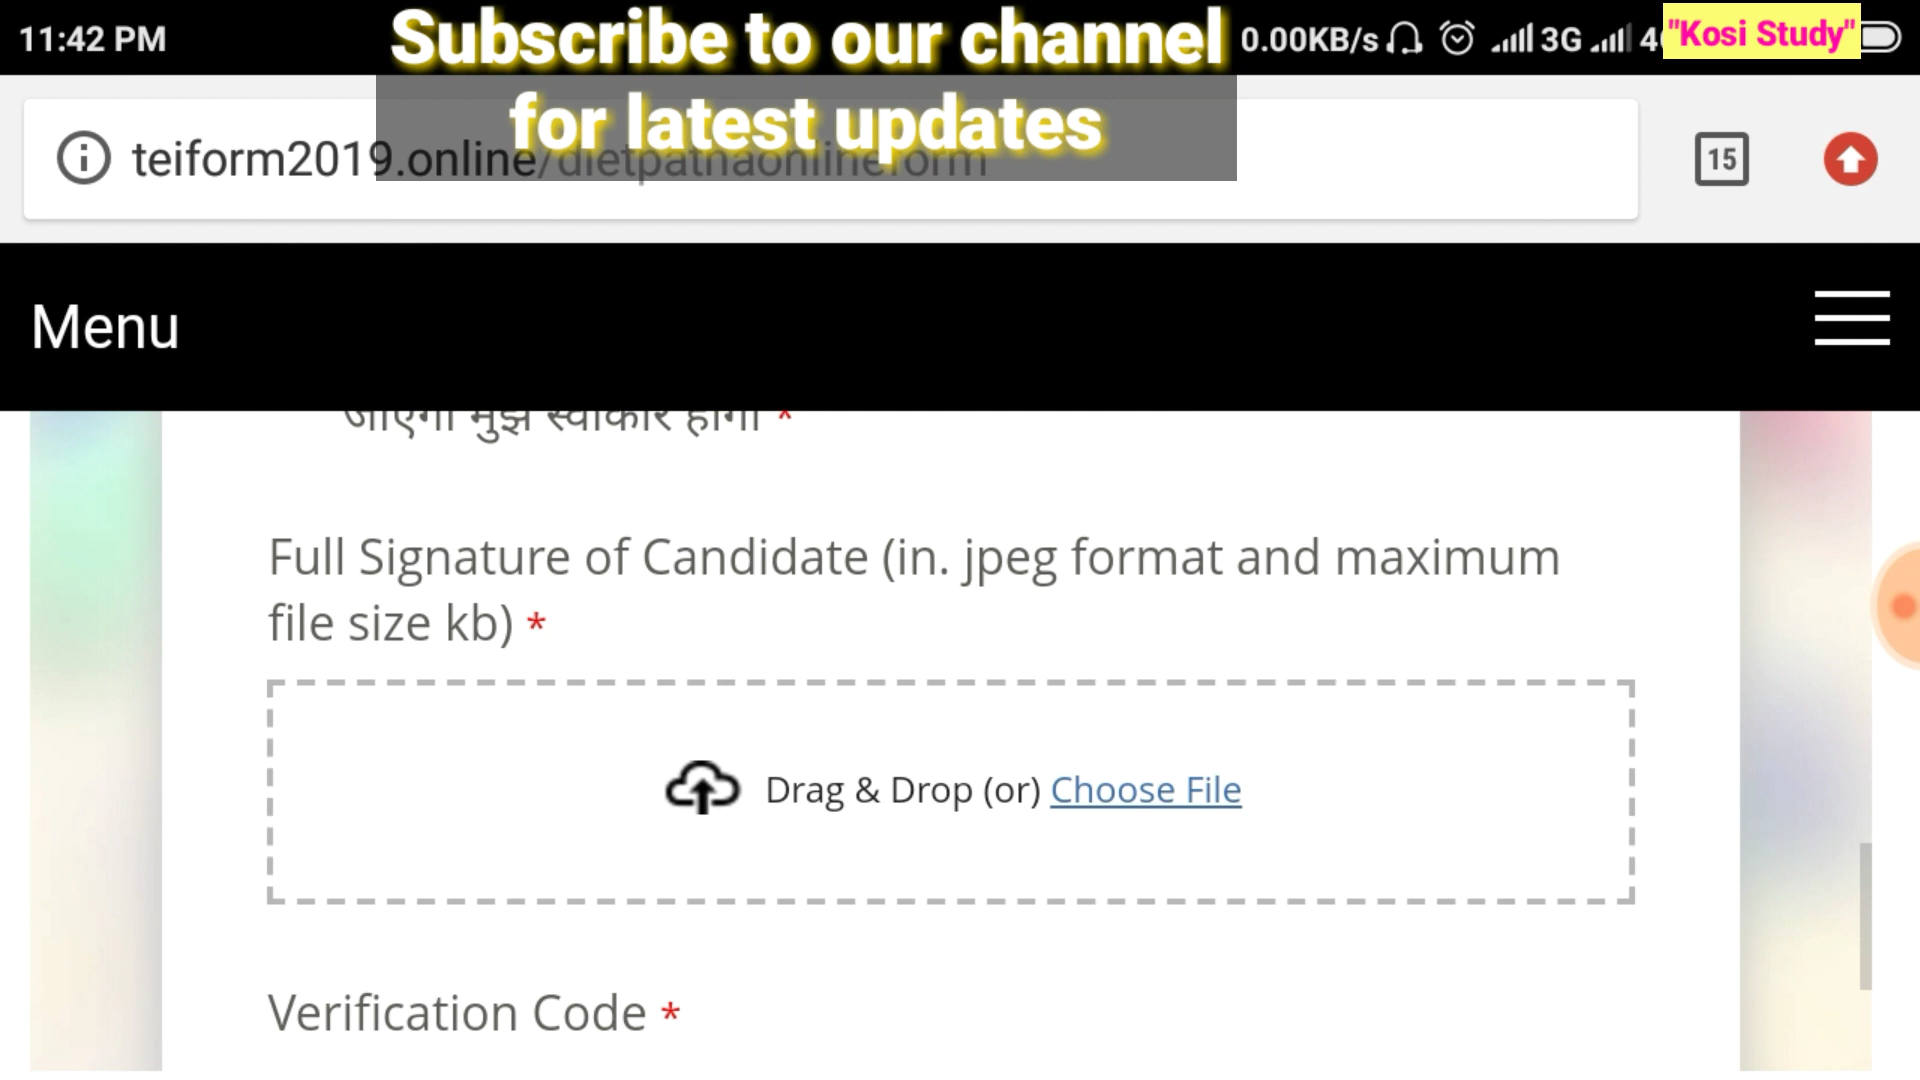 11:42 PM
Subscribe to our channel
for latest updates
0.00KB/s
3G
"Kosi Study"
teiform2019.online/dietpatnaonlineform
15
Menu
जाएगा मुझे स्वीकार होगा *
Full Signature of Candidate (in. jpeg format and maximum
file size kb) *
Drag & Drop (or) Choose File
Verification Code *